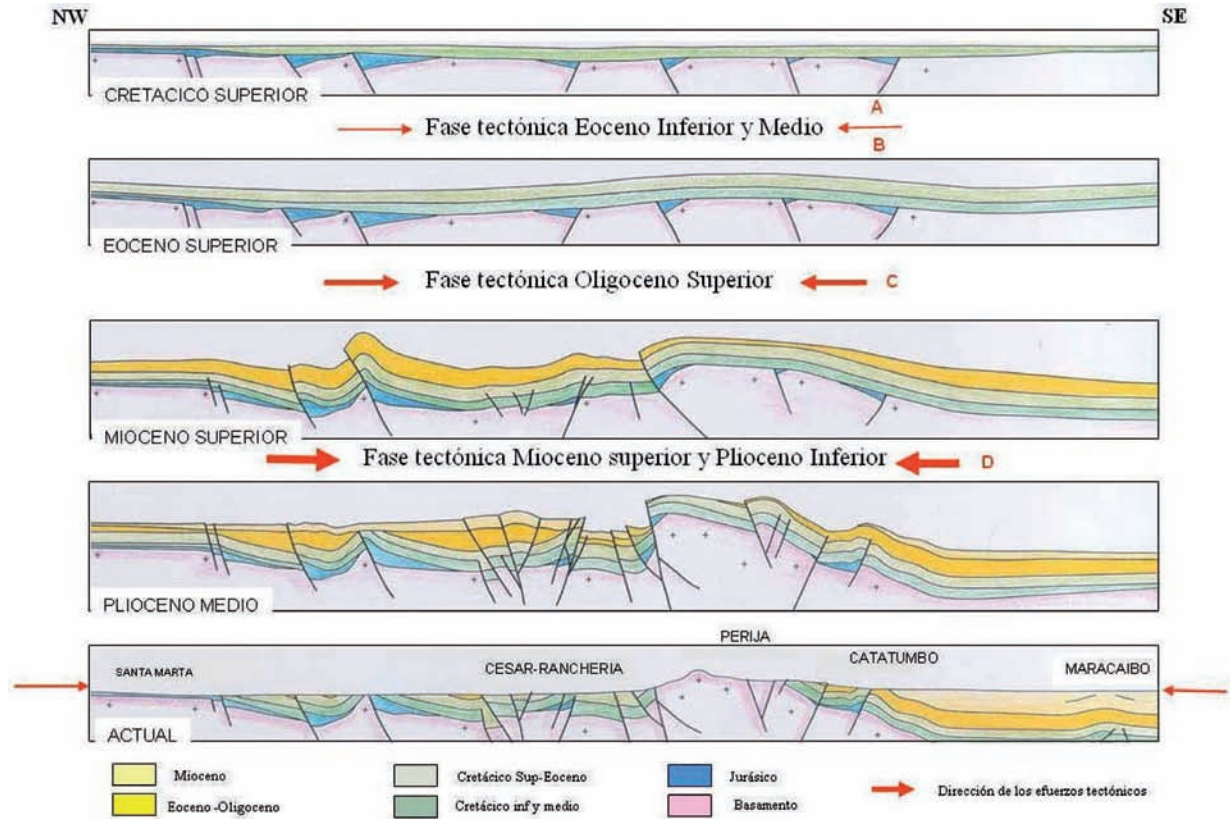 NW
SE
CRETACICO SUPERIOR
A
Fase tectónica Eoceno Inferior y Medio
B
EOCENO SUPERIOR
Fase tectónica Oligoceno Superior
C
MIOCENO SUPERIOR
Fase tectónica Mioceno superior y Plioceno Inferior
D
PLIOCENO MEDIO
PERIJA
SANTA MARTA
CESAR-RANCHERIA
CATATUMBO
MARACAIBO
ACTUAL
Mioceno
Cretácico Sup-Eoceno
Jurásico
Dirección de los efuerzos tectónicos
Eoceno -Oligoceno
Cretácico inf y medio
Basamento